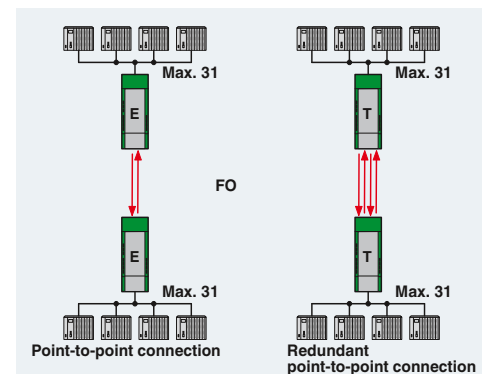 Max. 31
Max. 31
E
T
FO
E
T
Max. 31
Max. 31
Point-to-point connection
Redundant
point-to-point connection